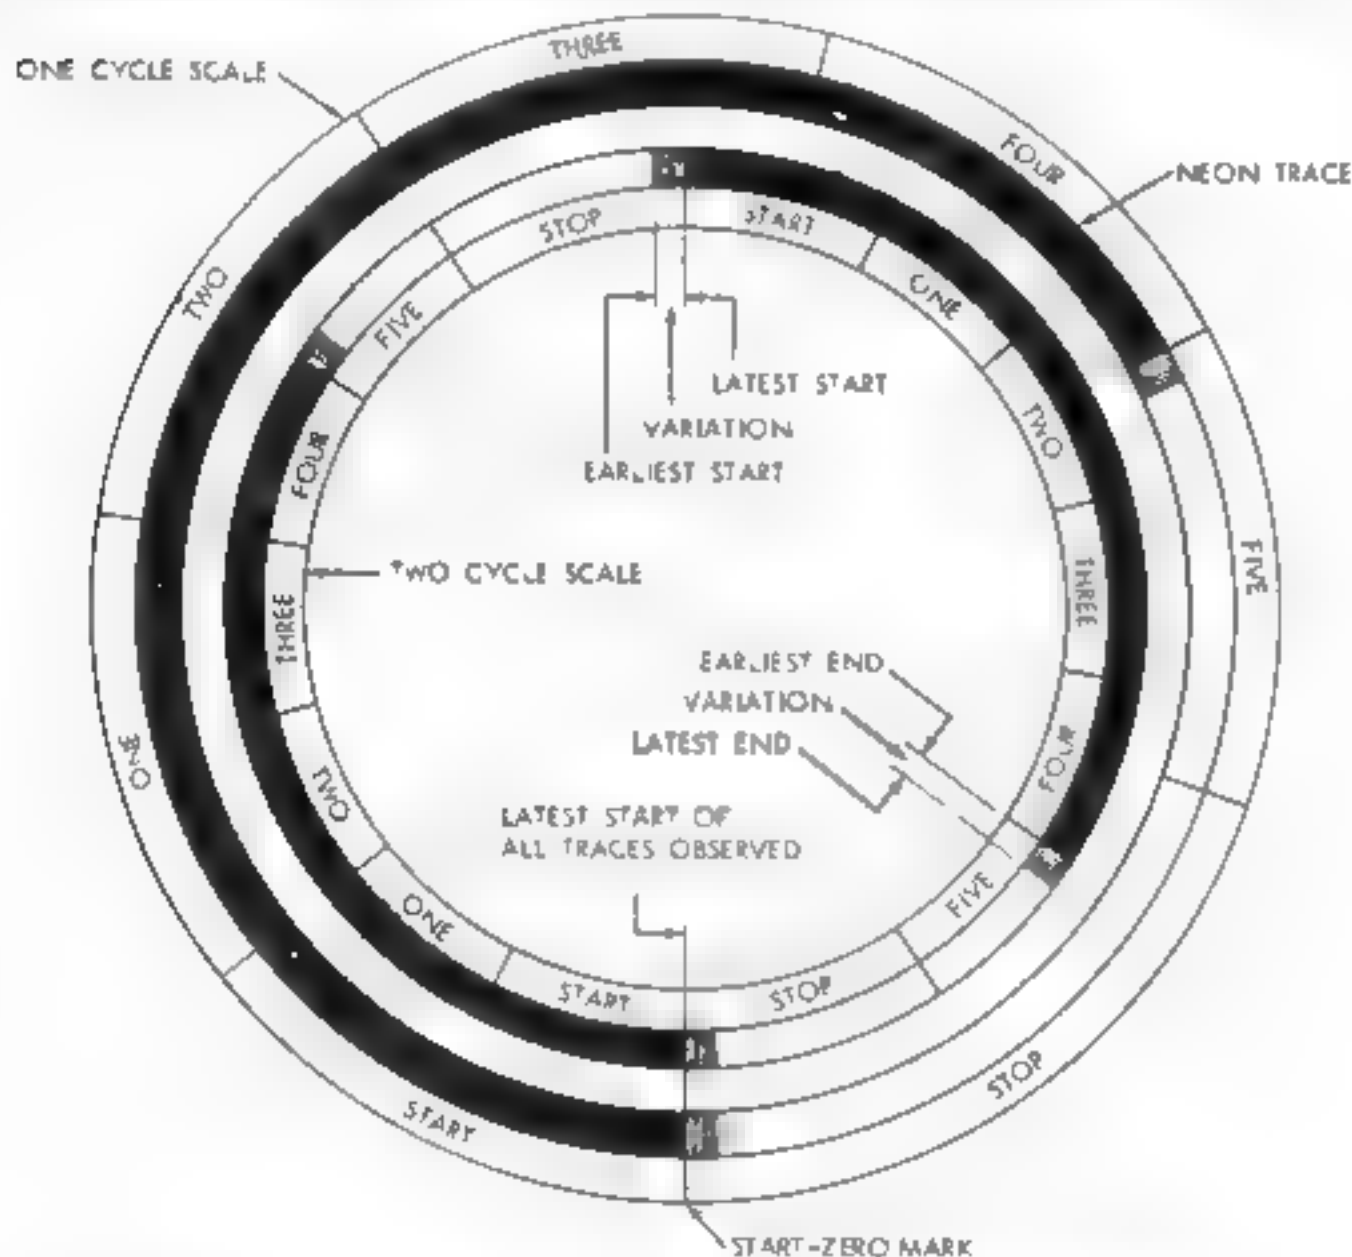 THREE
ONE CYCLE SCALE
FOUR
NEON TRACE
TWO
STOP
START
FIVE
ONE
LATEST START
VARIATION
EARLIEST START
TWO
FOUR
TWO CYCLE SCALE
THREE
THREE
FIVE
EARLIEST END
VARIATION
LATEST END
FOUR
ONE
TWO
LATEST START OF
ALL TRACES OBSERVED
ONE
FIVE
START
STOP
START
STOP
START-ZERO MARK